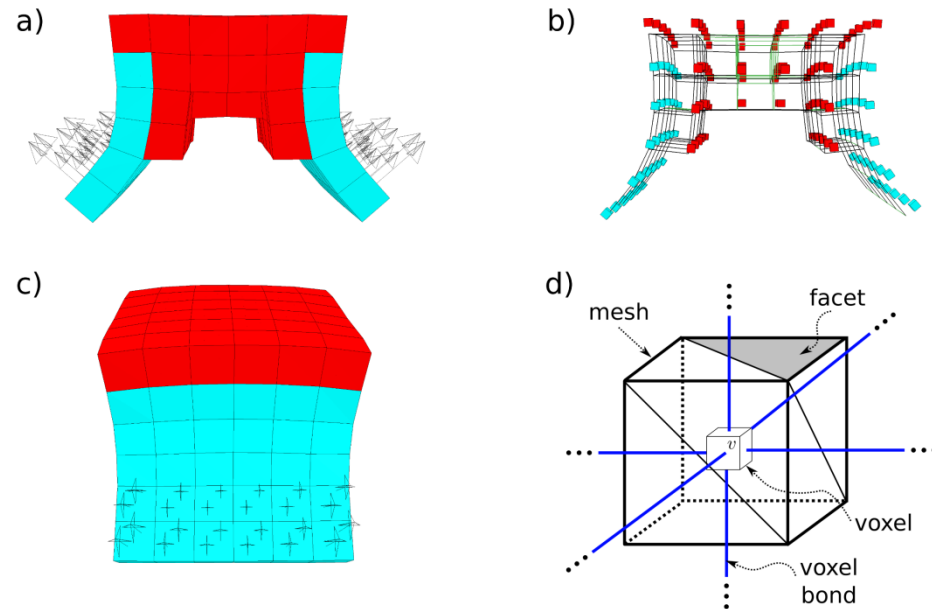 a)
b)
c)
d)
mesh
facet
v
voxel
voxel
bond